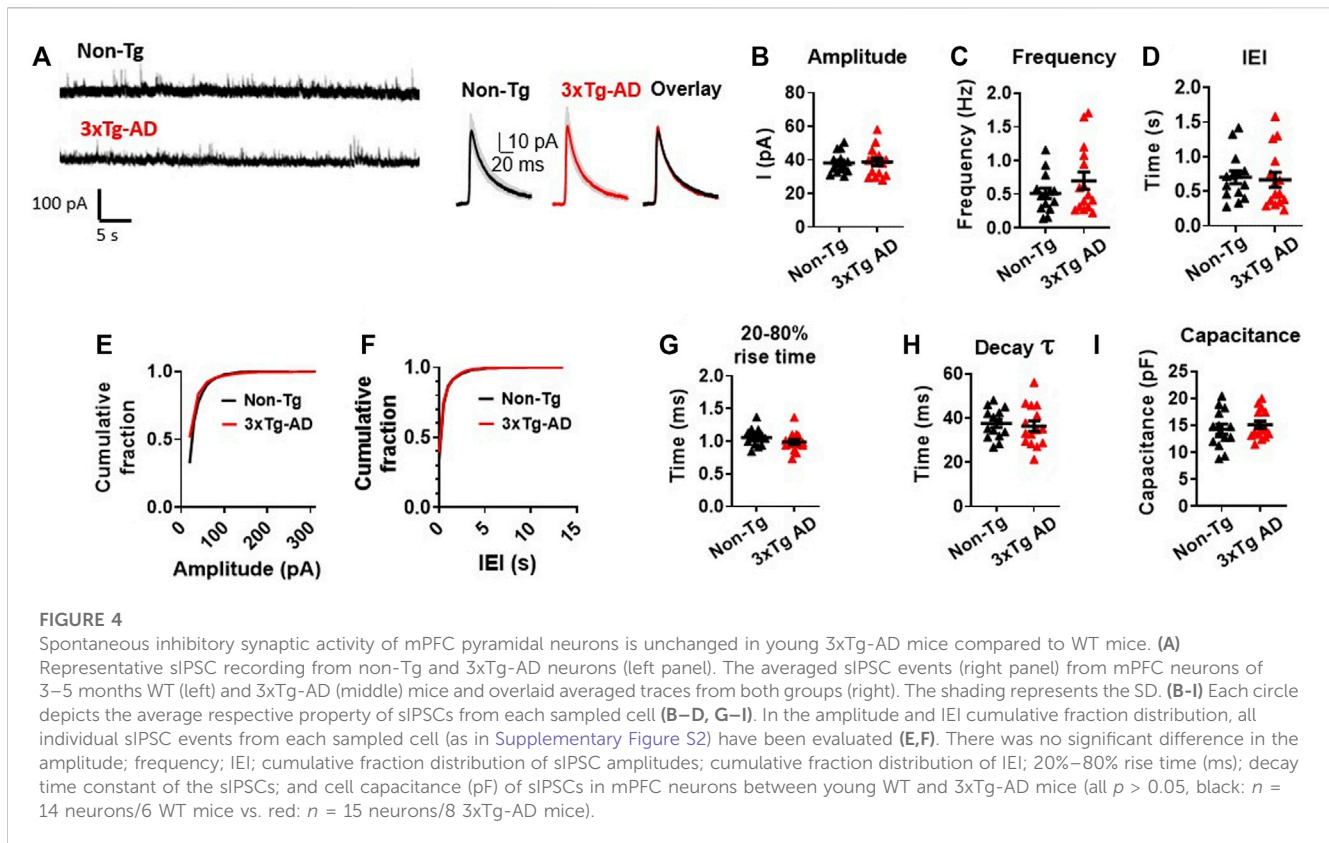 A
Non-Tg
3xTg-AD
100 pA
5 s
Non-Tg
3xTg-AD
Overlay
10 pA
20 ms
B
Amplitude
I (pA)
80
60
40
20
0
Non-Tg
3xTg AD
C
Frequency
Frequency (Hz)
2.0
1.5
1.0
0.5
0.0
Non-Tg
3xTg AD
D
IEI
Time (s)
2.0
1.5
1.0
0.5
0.0
Non-Tg
3xTg AD
E
Cumulative
fraction
1.0
0.5
0.0
Non-Tg
3xTg-AD
0
100
200
300
Amplitude (pA)
F
Cumulative
fraction
1.0
0.5
0.0
Non-Tg
3xTg-AD
0
5
10
15
IEI (s)
G
20-80%
rise time
Time (ms)
2.0
1.5
1.0
0.5
0.0
Non-Tg
3xTg AD
H
Decay τ
Time (ms)
60
40
20
0
Non-Tg
3xTg AD
I
Capacitance
Capacitance (pF)
25
20
15
10
5
0
Non-Tg
3xTg AD
FIGURE 4
Spontaneous inhibitory synaptic activity of mPFC pyramidal neurons is unchanged in young 3xTg-AD mice compared to WT mice. (A)
Representative sIPSC recording from non-Tg and 3xTg-AD neurons (left panel). The averaged sIPSC events (right panel) from mPFC neurons of
3–5 months WT (left) and 3xTg-AD (middle) mice and overlaid averaged traces from both groups (right). The shading represents the SD. (B-I) Each circle
depicts the average respective property of sIPSCs from each sampled cell (B–D, G–I). In the amplitude and IEI cumulative fraction distribution, all
individual sIPSC events from each sampled cell (as in Supplementary Figure S2) have been evaluated (E,F). There was no significant difference in the
amplitude; frequency; IEI; cumulative fraction distribution of sIPSC amplitudes; cumulative fraction distribution of IEI; 20%–80% rise time (ms); decay
time constant of the sIPSCs; and cell capacitance (pF) of sIPSCs in mPFC neurons between young WT and 3xTg-AD mice (all p > 0.05, black: n =
14 neurons/6 WT mice vs. red: n = 15 neurons/8 3xTg-AD mice).